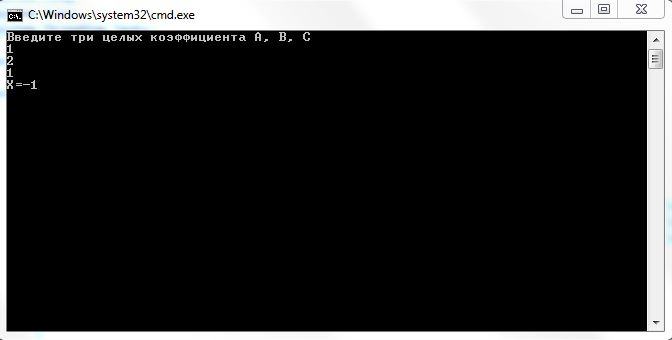 C:\Windows\system32\cmd.exe
Введите три целых коэффициента A, B, C
1
2
1
X=-1